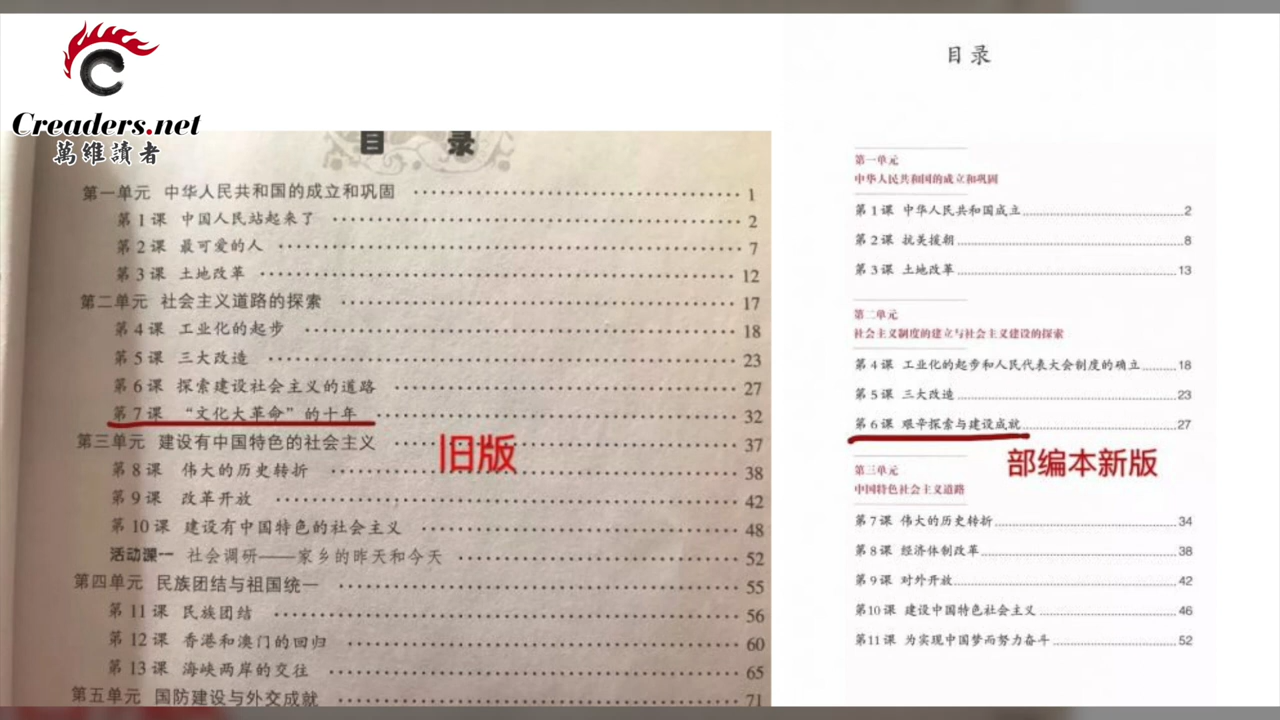 Creaders.net
萬維讀者
目 录
第一单元 中华人民共和国的成立和巩固 1
第 1 课 中国人民站起来了 2
第 2 课 最可爱的人 7
第 3 课 土地改革 12
第二单元 社会主义道路的探索 17
第 4 课 工业化的起步 18
第 5 课 三大改造 23
第 6 课 探索建设社会主义的道路 27
第 7 课 “文化大革命”的十年 32
第三单元 建设有中国特色的社会主义 37
第 8 课 伟大的历史转折 38
第 9 课 改革开放 42
第 10 课 建设有中国特色的社会主义 48
活动课一 社会调研——家乡的昨天和今天 52
第四单元 民族团结与祖国统一 55
第 11 课 民族团结 56
第 12 课 香港和澳门的回归 60
第 13 课 海峡两岸的交往 65
第五单元 国防建设与外交成就 71
旧版
目录
第一单元
中华人民共和国的成立和巩固
第 1 课 中华人民共和国成立 2
第 2 课 抗美援朝 8
第 3 课 土地改革 13
第二单元
社会主义制度的建立与社会主义建设的探索
第 4 课 工业化的起步和人民代表大会制度的确立 18
第 5 课 三大改造 23
第 6 课 艰辛探索与建设成就 27
部编本新版
第三单元
中国特色社会主义道路
第 7 课 伟大的历史转折 34
第 8 课 经济体制改革 38
第 9 课 对外开放 42
第10课 建设中国特色社会主义 46
第11课 为实现中国梦而努力奋斗 52